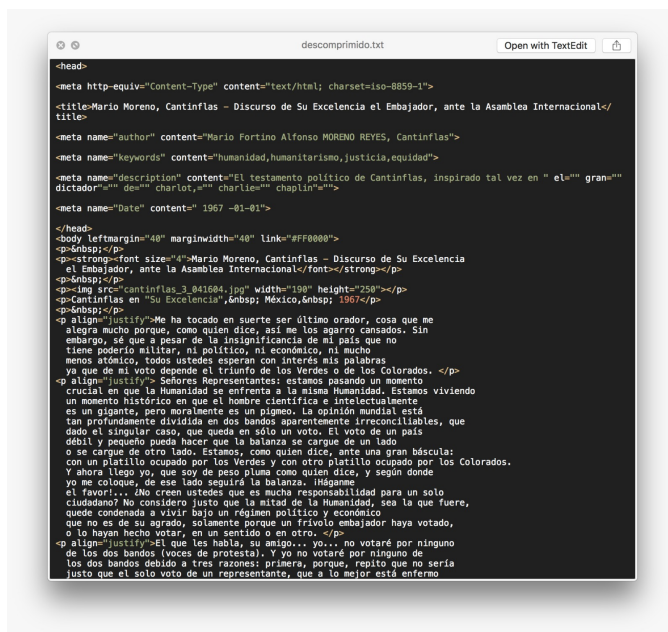 descomprimido.txt
Open with TextEdit
<head>
<meta http-equiv="Content-Type" content="text/html; charset=iso-8859-1">
<title>Mario Moreno, Cantinflas – Discurso de Su Excelencia el Embajador, ante la Asamblea Internacional</
title>
<meta name="author" content="Mario Fortino Alfonso MORENO REYES, Cantinflas">
<meta name="keywords" content="humanidad,humanitarismo,justicia,equidad">
<meta name="description" content="El testamento político de Cantinflas, inspirado tal vez en " el="" gran=""
dictador"="" de="" charlot,="" charlie="" chaplin"="">
<meta name="Date" content=" 1967 -01-01">
</head>
<body leftmargin="40" marginwidth="40" link="#FF0000">
<p>&nbsp;</p>
<p><strong><font size="4">Mario Moreno, Cantinflas – Discurso de Su Excelencia
el Embajador, ante la Asamblea Internacional</font></strong></p>
<p>&nbsp;</p>
<p><img src="cantinflas_3_041604.jpg" width="190" height="250"></p>
<p>Cantinflas en "Su Excelencia",&nbsp; México,&nbsp; 1967</p>
<p>&nbsp;</p>
<p align="justify">Me ha tocado en suerte ser último orador, cosa que me
alegra mucho porque, como quien dice, así me los agarro cansados. Sin
embargo, sé que a pesar de la insignificancia de mi país que no
tiene poderío militar, ni político, ni económico, ni mucho
menos atómico, todos ustedes esperan con interés mis palabras
ya que de mi voto depende el triunfo de los Verdes o de los Colorados. </p>
<p align="justify"> Señores Representantes: estamos pasando un momento
crucial en que la Humanidad se enfrenta a la misma Humanidad. Estamos viviendo
un momento histórico en que el hombre científica e intelectualmente
es un gigante, pero moralmente es un pigmeo. La opinión mundial está
tan profundamente dividida en dos bandos aparentemente irreconciliables, que
dado el singular caso, que queda en sólo un voto. El voto de un país
débil y pequeño pueda hacer que la balanza se cargue de un lado
o se cargue de otro lado. Estamos, como quien dice, ante una gran báscula:
con un platillo ocupado por los Verdes y con otro platillo ocupado por los Colorados.
Y ahora llego yo, que soy de peso pluma como quien dice, y según donde
yo me coloque, de ese lado seguirá la balanza. ¡Háganme
el favor!... ¿No creen ustedes que es mucha responsabilidad para un solo
ciudadano? No considero justo que la mitad de la Humanidad, sea la que fuere,
quede condenada a vivir bajo un régimen político y económico
que no es de su agrado, solamente porque un frívolo embajador haya votado,
o lo hayan hecho votar, en un sentido o en otro. </p>
<p align="justify">El que les habla, su amigo... yo... no votaré por ninguno
de los dos bandos (voces de protesta). Y yo no votaré por ninguno de
los dos bandos debido a tres razones: primera, porque, repito que no sería
justo que el solo voto de un representante, que a lo mejor está enfermo